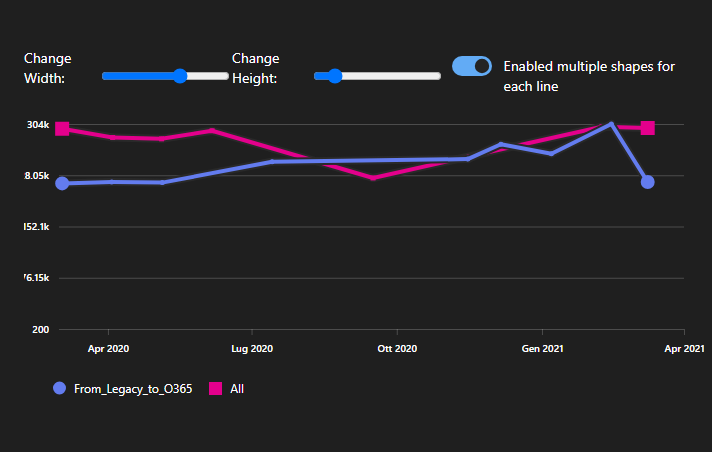 Change
Width:
Change
Height:
Enabled multiple shapes for
each line
304k
8.05k
152.1k
76.15k
200
Apr 2020
Lug 2020
Ott 2020
Gen 2021
Apr 2021
From_Legacy_to_O365
All